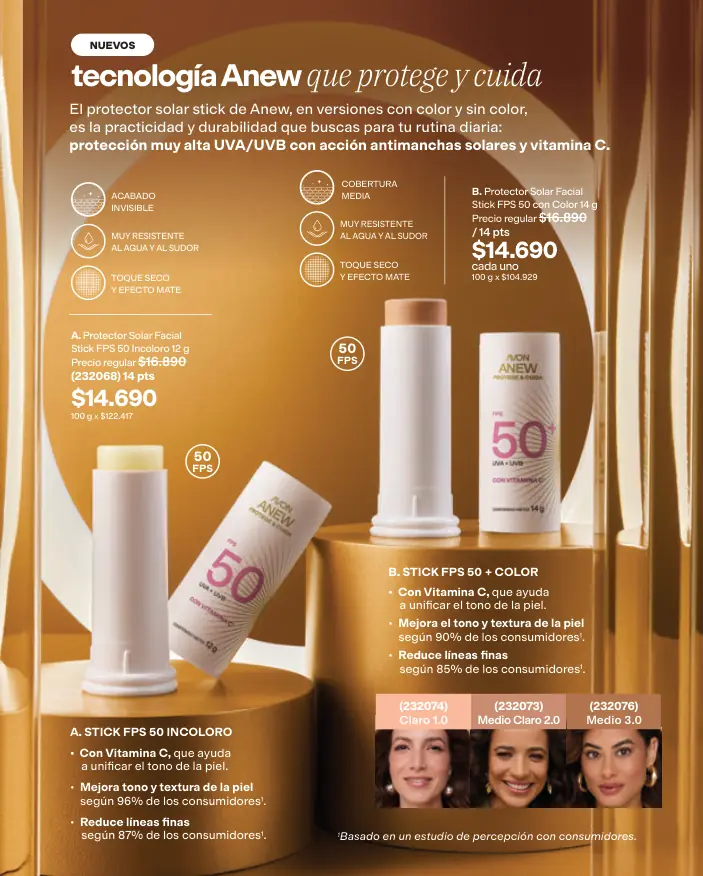 NUEVOS
tecnología Anew que protege y cuida
El protector solar stick de Anew, en versiones con color y sin color,
es la practicidad y durabilidad que buscas para tu rutina diaria:
protección muy alta UVA/UVB con acción antimanchas solares y vitamina C.
ACABADO
INVISIBLE
MUY RESISTENTE
AL AGUA Y AL SUDOR
TOQUE SECO
Y EFECTO MATE
A. Protector Solar Facial
Stick FPS 50 Incoloro 12 g
Precio regular $16.890
(232068) 14 pts
$14.690
100 g x $122.417
COBERTURA
MEDIA
MUY RESISTENTE
AL AGUA Y AL SUDOR
TOQUE SECO
Y EFECTO MATE
B. Protector Solar Facial
Stick FPS 50 con Color 14 g
Precio regular $16.890
/ 14 pts
$14.690
cada uno
100 g x $104.929
50
FPS
50
FPS
AVON
ANEW
PROTEGE & CUIDA
FPS
50
UVA + UVB
CON VITAMINA C
CONTENIDO NETO 12 g
AVON
ANEW
PROTEGE & CUIDA
FPS
50+
UVA + UVB
CON VITAMINA C
CONTENIDO NETO 14 g
B. STICK FPS 50 + COLOR
• Con Vitamina C, que ayuda
a unificar el tono de la piel.
• Mejora el tono y textura de la piel
según 90% de los consumidores¹.
• Reduce líneas finas
según 85% de los consumidores¹.
(232074)
Claro 1.0
(232073)
Medio Claro 2.0
(232076)
Medio 3.0
A. STICK FPS 50 INCOLORO
• Con Vitamina C, que ayuda
a unificar el tono de la piel.
• Mejora tono y textura de la piel
según 96% de los consumidores¹.
• Reduce líneas finas
según 87% de los consumidores¹.
¹Basado en un estudio de percepción con consumidores.